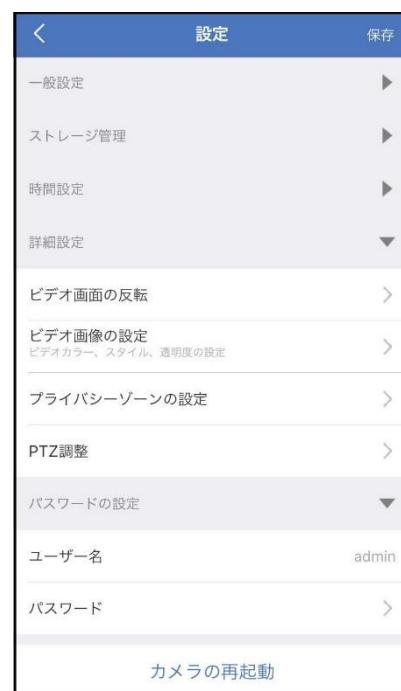 設定
保存
一般設定
ストレージ管理
時間設定
詳細設定
ビデオ画面の反転
ビデオ画像の設定
ビデオカラー、スタイル、透明度の設定
プライバシーゾーンの設定
PTZ調整
パスワードの設定
ユーザー名
admin
パスワード
カメラの再起動